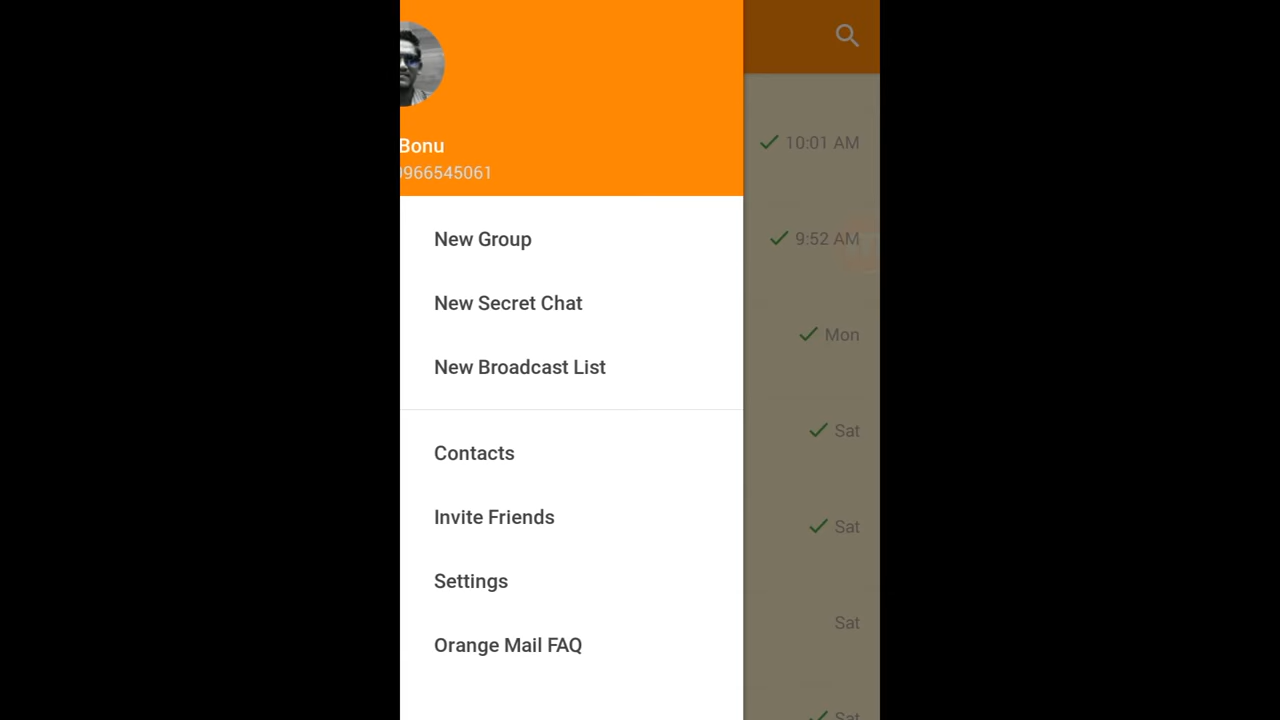 Bonu
966545061
10:01 AM
New Group
9:52 AM
New Secret Chat
Mon
New Broadcast List
Sat
Contacts
Invite Friends
Sat
Settings
Sat
Orange Mail FAQ
Sat